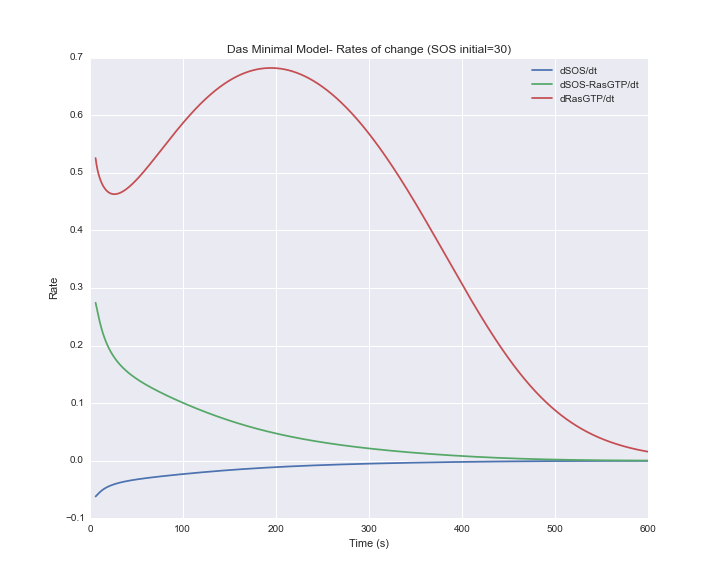 Das Minimal Model- Rates of change (SOS initial=30)
dSOS/dt
dSOS-RasGTP/dt
dRasGTP/dt
0.7
0.6
0.5
0.4
0.3
0.2
0.1
0.0
−0.1
Rate
0 100 200 300 400 500 600
Time (s)